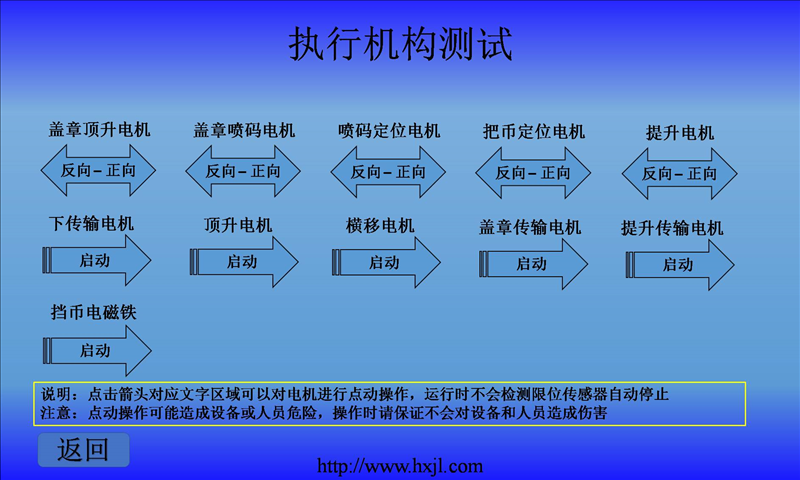 执行机构测试
盖章顶升电机 盖章喷码电机 喷码定位电机 把币定位电机 提升电机
反向－正向 反向－正向 反向－正向 反向－正向 反向－正向
下传输电机 顶升电机 横移电机 盖章传输电机 提升传输电机
启动 启动 启动 启动 启动
挡币电磁铁
启动
说明：点击箭头对应文字区域可以对电机进行点动操作，运行时不会检测限位传感器自动停止
注意：点动操作可能造成设备或人员危险，操作时请保证不会对设备和人员造成伤害
返回
http://www.hxjl.com